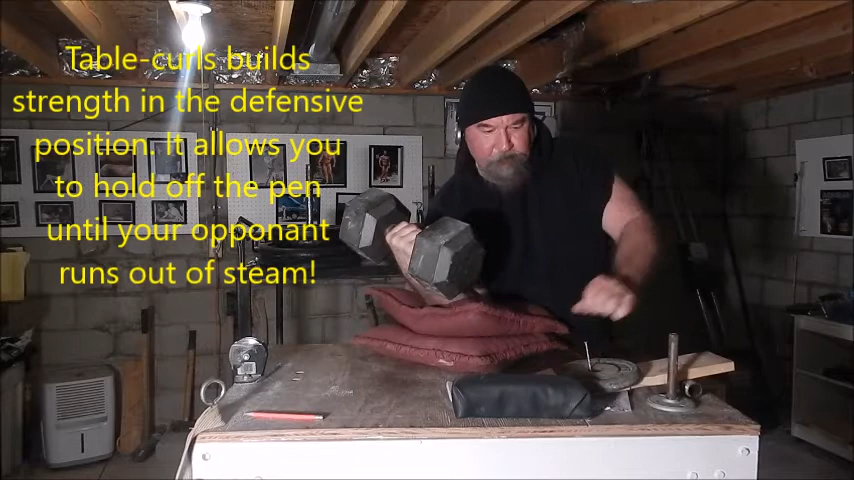 Table-curls builds
strength in the defensive
position. It allows you
to hold off the pen
until your opponant
runs out of steam!